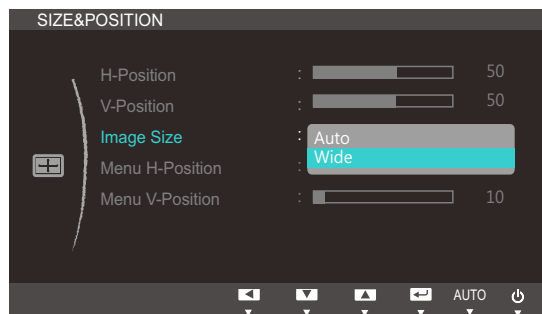 SIZE&POSITION
H-Position : 50
V-Position : 50
Image Size : Auto
Wide
Menu H-Position :
Menu V-Position : 10
AUTO